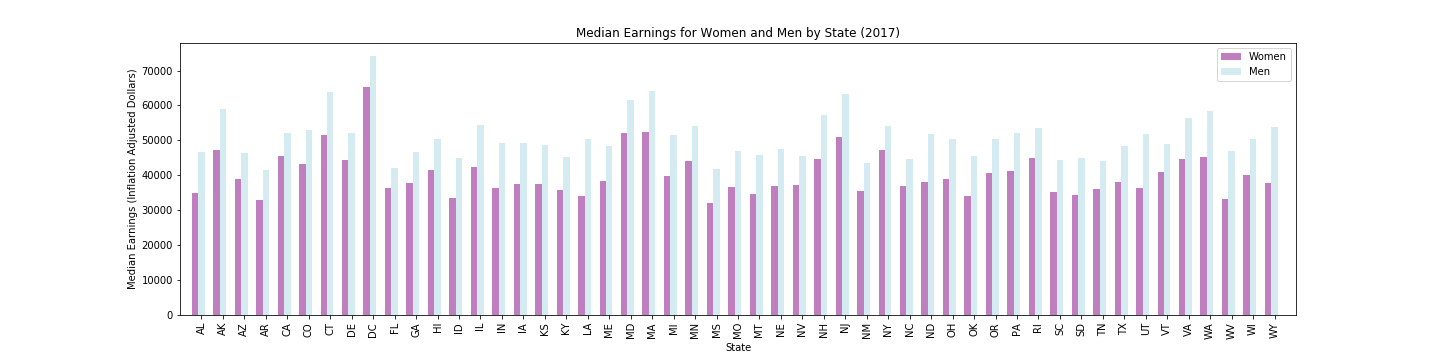 Median Earnings for Women and Men by State (2017)
Women
Men
Median Earnings (Inflation Adjusted Dollars)
70000
60000
50000
40000
30000
20000
10000
0
AL AK AZ AR CA CO CT DE DC FL GA HI ID IL IN IA KS KY LA ME MD MA MI MN MS MO MT NE NV NH NJ NM NY NC ND OH OK OR PA RI SC SD TN TX UT VT VA WA WV WI WY
State